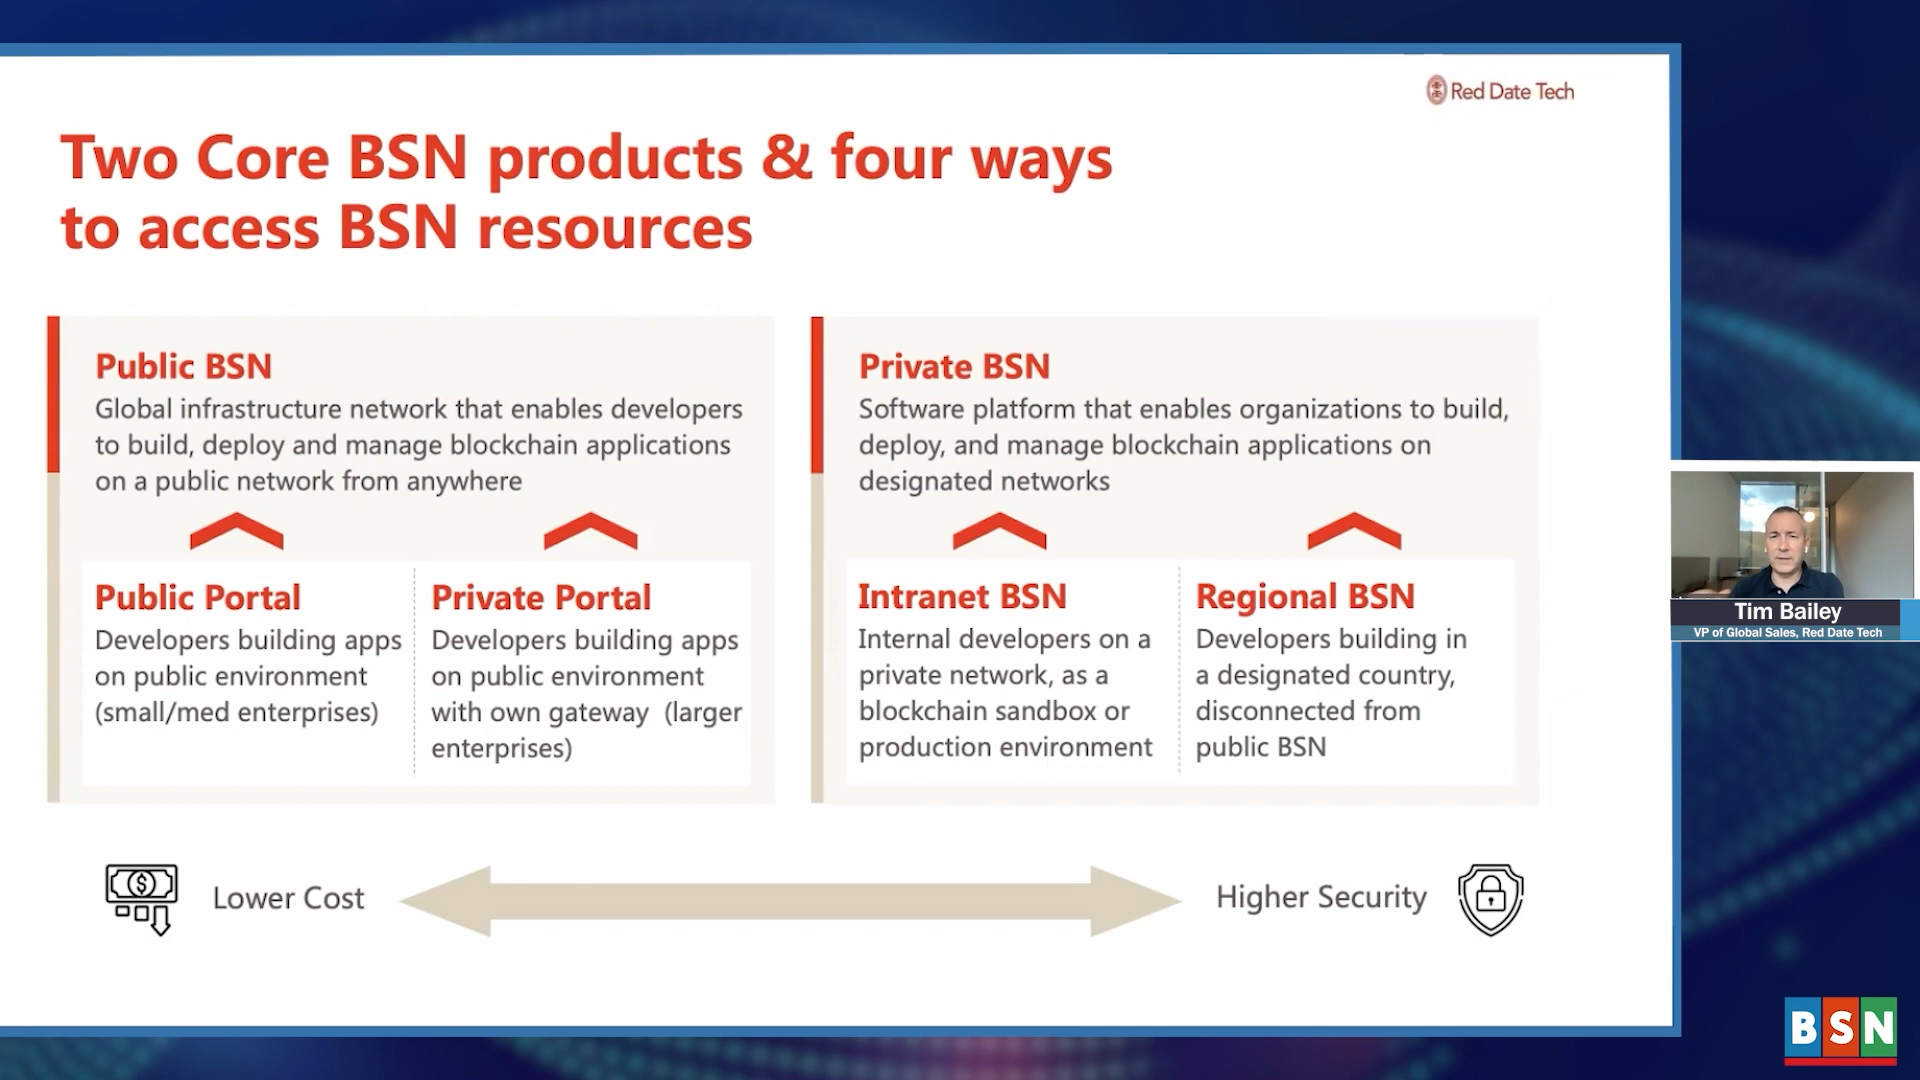 Red Date Tech
Two Core BSN products & four ways
to access BSN resources
Public BSN
Global infrastructure network that enables developers
to build, deploy and manage blockchain applications
on a public network from anywhere
Public Portal
Developers building apps
on public environment
(small/med enterprises)
Private Portal
Developers building apps
on public environment
with own gateway (larger
enterprises)
Private BSN
Software platform that enables organizations to build,
deploy, and manage blockchain applications on
designated networks
Intranet BSN
Internal developers on a
private network, as a
blockchain sandbox or
production environment
Regional BSN
Developers building in
a designated country,
disconnected from
public BSN
Lower Cost
Higher Security
Tim Bailey
VP of Global Sales, Red Date Tech
BSN